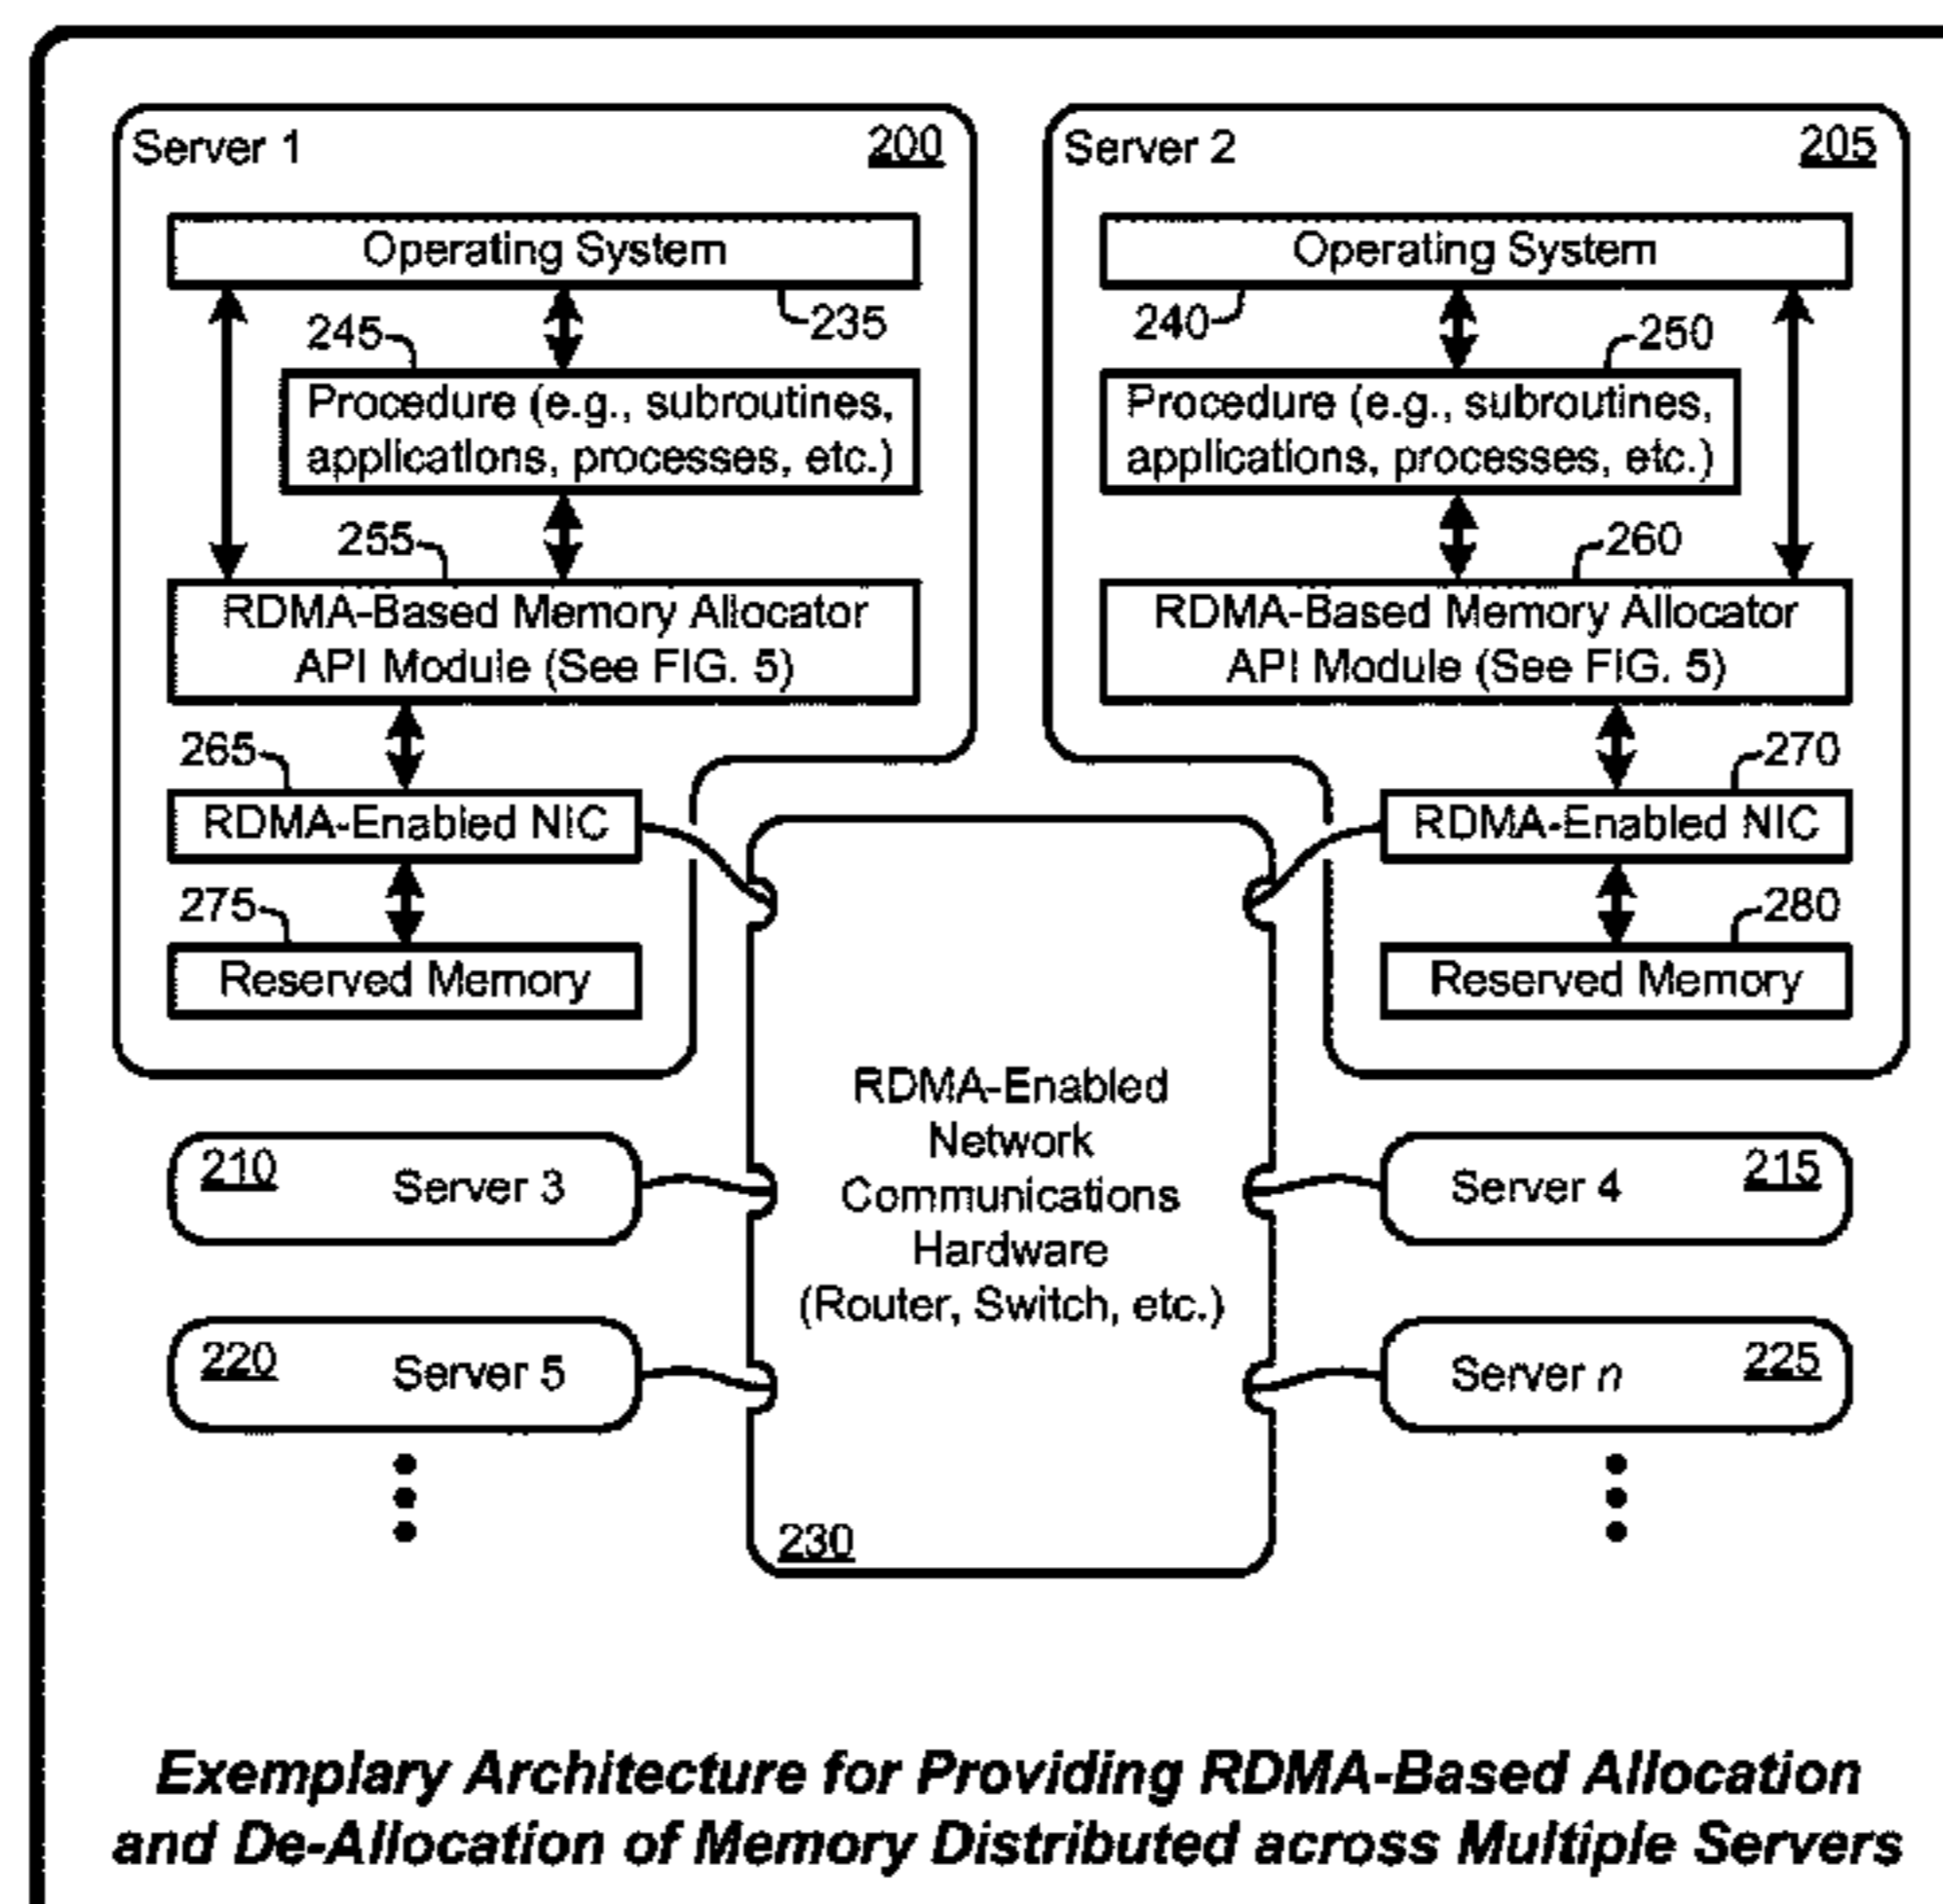 Server 1 200
Operating System
235
245
Procedure (e.g., subroutines,
applications, processes, etc.)
255
RDMA-Based Memory Allocator
API Module (See FIG. 5)
265
RDMA-Enabled NIC
275
Reserved Memory
Server 2 205
Operating System
240
250
Procedure (e.g., subroutines,
applications, processes, etc.)
260
RDMA-Based Memory Allocator
API Module (See FIG. 5)
270
RDMA-Enabled NIC
280
Reserved Memory
RDMA-Enabled
Network
Communications
Hardware
(Router, Switch, etc.)
230
210 Server 3
Server 4 215
220 Server 5
Server n 225
Exemplary Architecture for Providing RDMA-Based Allocation
and De-Allocation of Memory Distributed across Multiple Servers